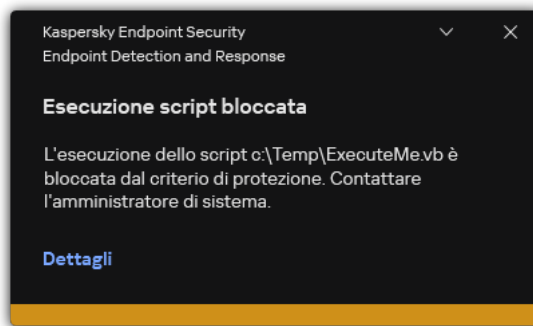 Kaspersky Endpoint Security
Endpoint Detection and Response
Esecuzione script bloccata
L'esecuzione dello script c:\Temp\ExecuteMe.vb è
bloccata dal criterio di protezione. Contattare
l'amministratore di sistema.
Dettagli